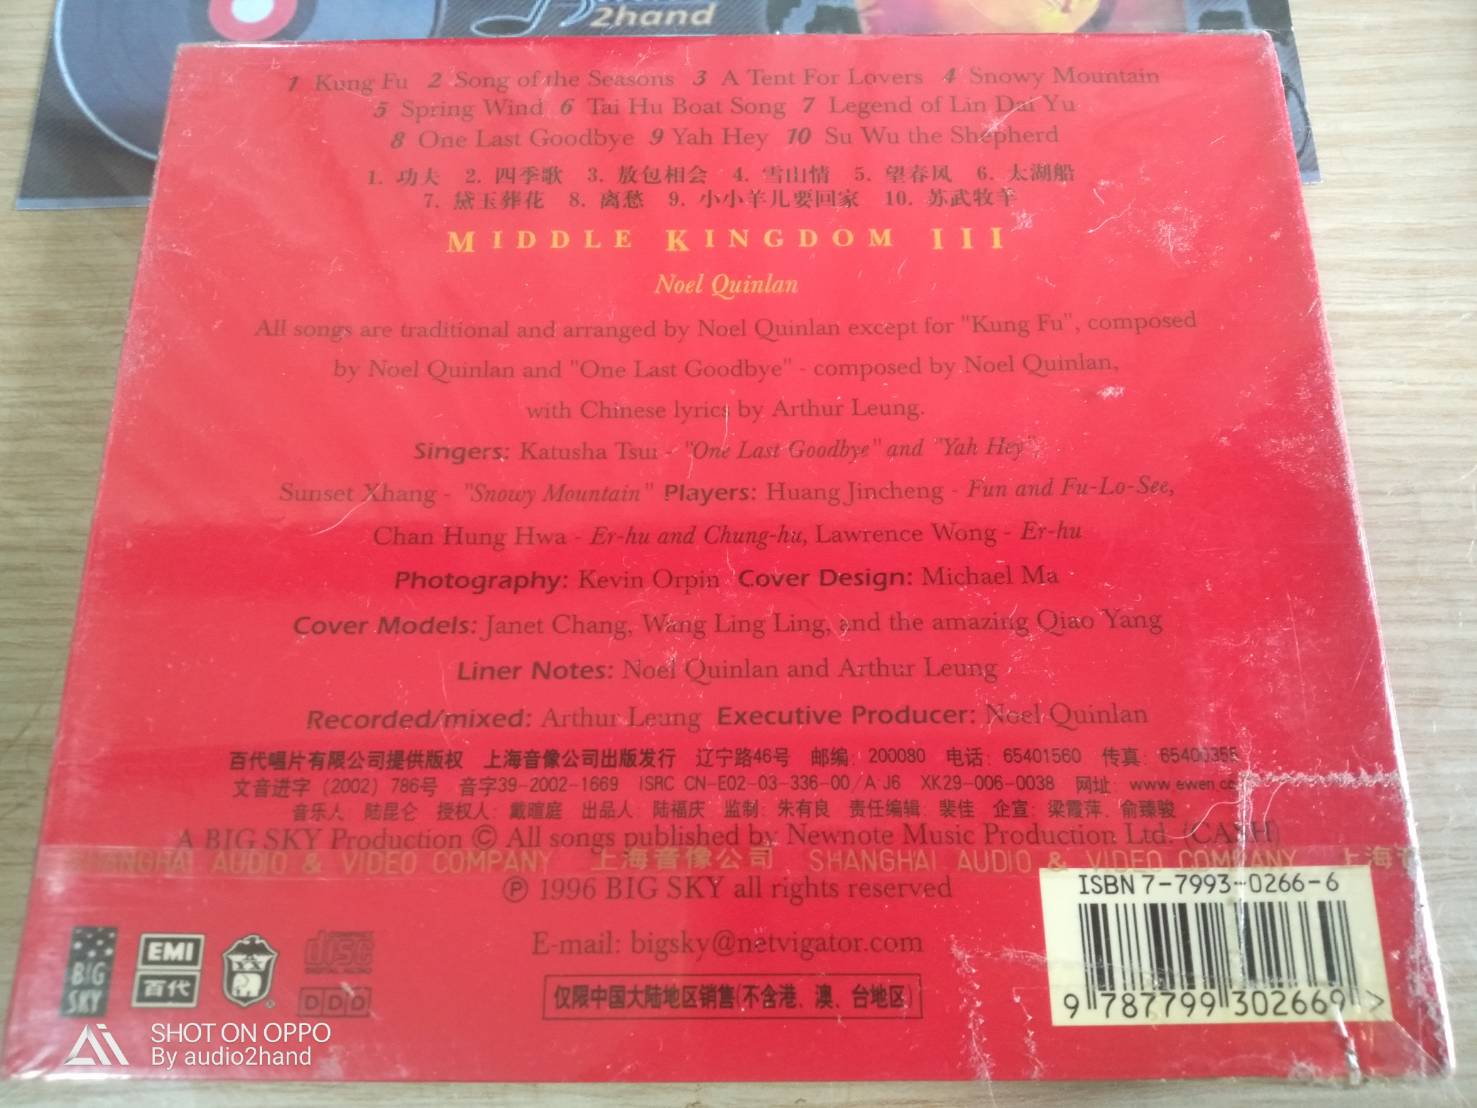 2hand
1 Kung Fu 2 Song of the Seasons 3 A Tent For Lovers 4 Snowy Mountain
5 Spring Wind 6 Tai Hu Boat Song 7 Legend of Lin Dai Yu
8 One Last Goodbye 9 Yah Hey 10 Su Wu the Shepherd
1. 功夫 2. 四季歌 3. 敖包相会 4. 雪山情 5. 望春风 6. 太湖船
7. 黛玉葬花 8. 离愁 9. 小小羊儿要回家 10. 苏武牧羊
MIDDLE KINGDOM III
Noel Quinlan
All songs are traditional and arranged by Noel Quinlan except for "Kung Fu", composed
by Noel Quinlan and "One Last Goodbye" - composed by Noel Quinlan,
with Chinese lyrics by Arthur Leung.
Singers: Katusha Tsui - "One Last Goodbye" and "Yah Hey",
Sunset Xhang - "Snowy Mountain" Players: Huang Jincheng - Fun and Fu-Lo-See,
Chan Hung Hwa - Er-hu and Chung-hu, Lawrence Wong - Er-hu
Photography: Kevin Orpin Cover Design: Michael Ma
Cover Models: Janet Chang, Wang Ling Ling, and the amazing Qiao Yang
Liner Notes: Noel Quinlan and Arthur Leung
Recorded/mixed: Arthur Leung Executive Producer: Noel Quinlan
百代唱片有限公司提供版权 上海音像公司出版发行 辽宁路46号 邮编: 200080 电话: 65401560 传真: 65400355
文音进字 (2002) 786号 音字39-2002-1669 ISRC CN-E02-03-336-00/A·J6 XK29-006-0038 网址: www.ewen.cc
音乐人: 陆昆仑 授权人: 戴暄庭 出品人: 陆福庆 监制: 朱有良 责任编辑: 裴佳 企宣: 梁霞萍、俞臻骏
A BIG SKY Production © All songs published by Newnote Music Production Ltd. (CASH)
SHANGHAI AUDIO & VIDEO COMPANY 上海音像公司 SHANGHAI AUDIO & VIDEO COMPANY 上海
℗ 1996 BIG SKY all rights reserved
ISBN 7-7993-0266-6
E-mail: bigsky@netvigator.com
BIG SKY
EMI
百代
disc
DIGITAL AUDIO
DDD
仅限中国大陆地区销售(不含港、澳、台地区)
9 787799 302669 >
SHOT ON OPPO
By audio2hand